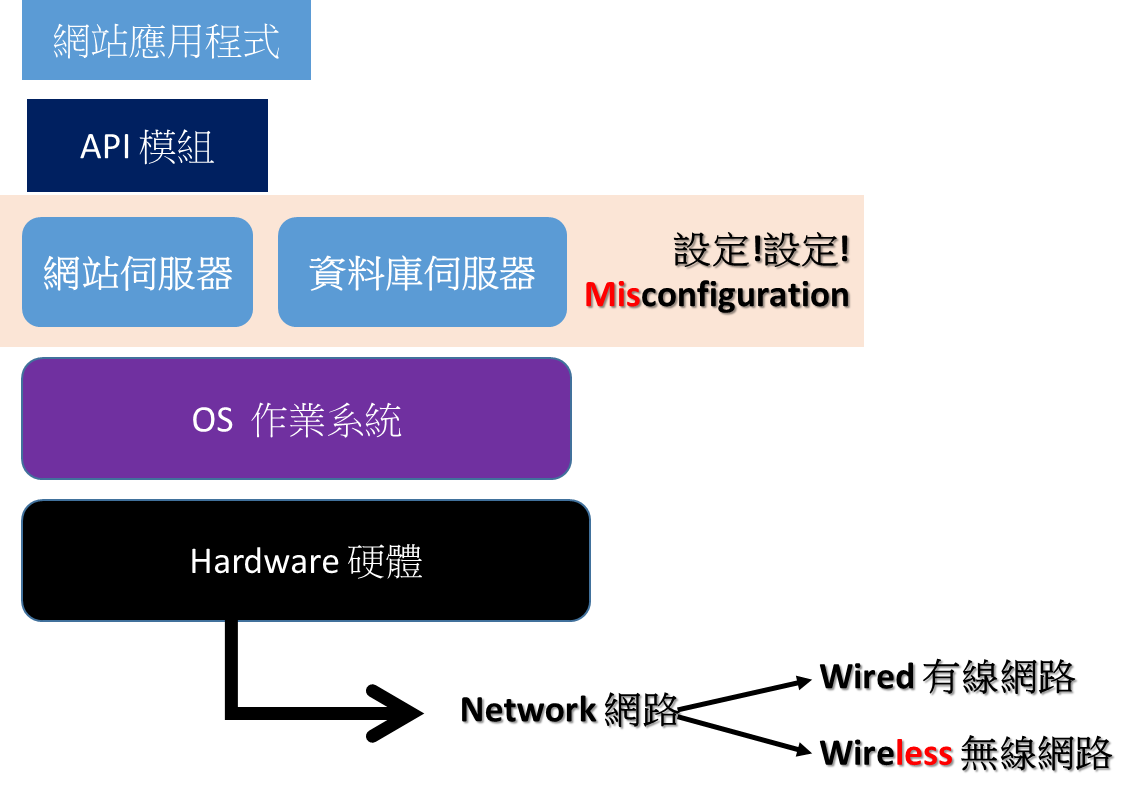 網站應用程式
API 模組
網站伺服器
資料庫伺服器
設定!設定!
Misconfiguration
OS 作業系統
Hardware 硬體
Network 網路
Wired 有線網路
Wireless 無線網路